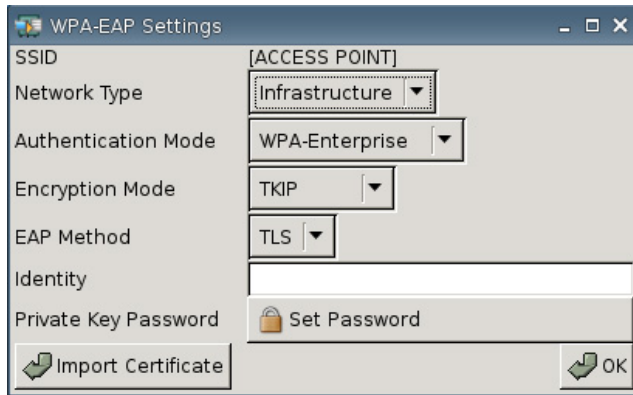 WPA-EAP Settings
SSID [ACCESS POINT]
Network Type Infrastructure
Authentication Mode WPA-Enterprise
Encryption Mode TKIP
EAP Method TLS
Identity
Private Key Password Set Password
Import Certificate OK